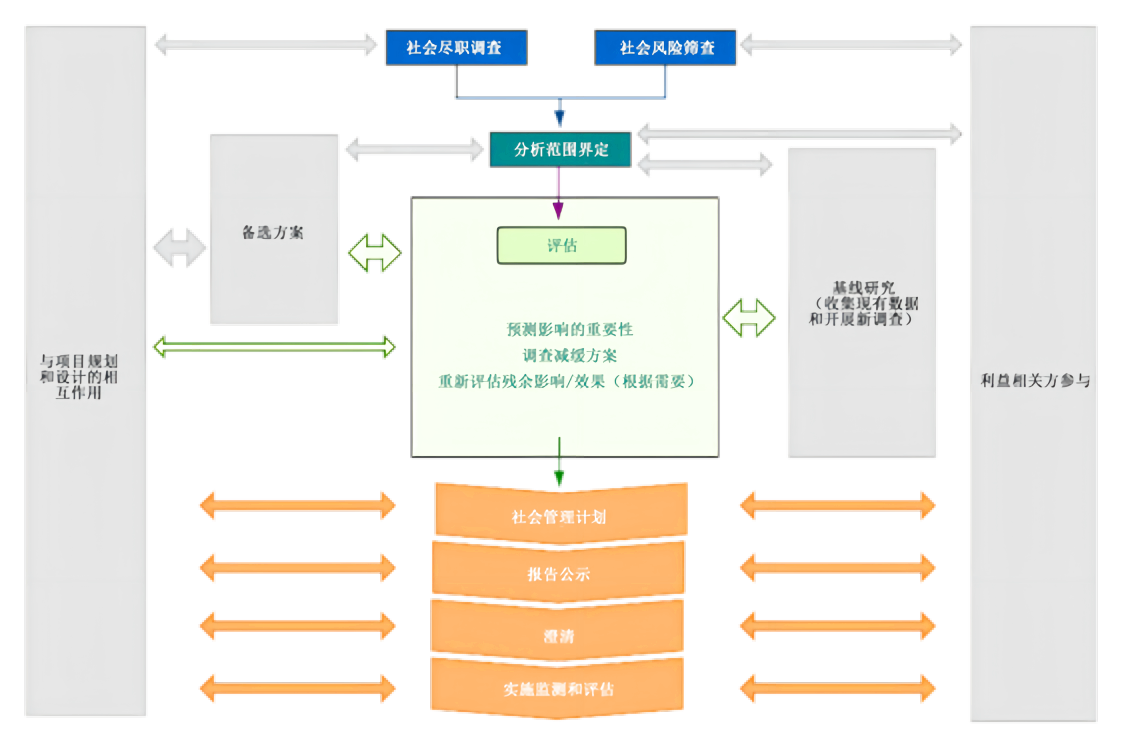 社会尽职调查
社会风险筛查
分析范围界定
备选方案
评估
基线研究
（收集现有数据
和开展新调查）
预测影响的重要性
调查减缓方案
重新评估残余影响/效果（根据需要）
与项目规划
和设计的相
互作用
利益相关方参与
社会管理计划
报告公示
澄清
实施监测和评估